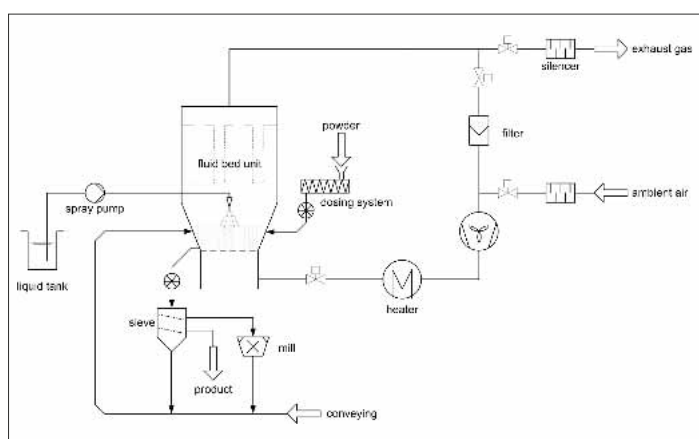 exhaust gas
silencer
powder
fluid bed unit
filter
dosing system
ambient air
spray pump
liquid tank
heater
sieve
mill
product
conveying